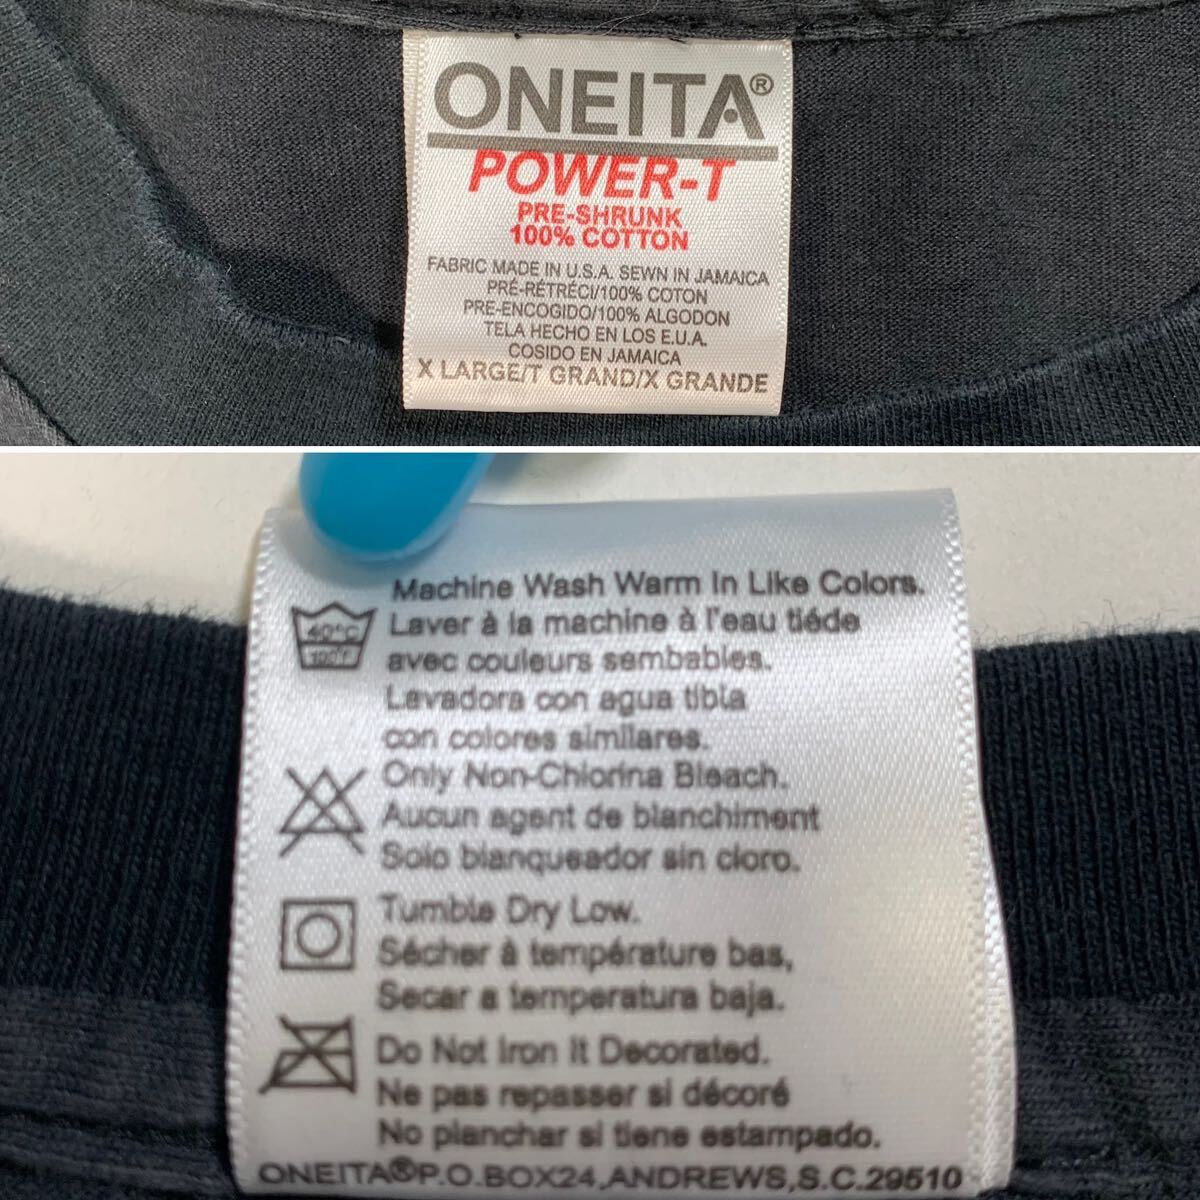 ONEITA®
POWER-T
PRE-SHRUNK
100% COTTON
FABRIC MADE IN U.S.A. SEWN IN JAMAICA
PRÉ-RÉTRÉCI/100% COTON
PRE-ENCOGIDO/100% ALGODON
TELA HECHO EN LOS E.U.A.
COSIDO EN JAMAICA
X LARGE/T GRAND/X GRANDE
Machine Wash Warm In Like Colors.
40°C
100°F
Laver à la machine à l'eau tiéde
avec couleurs sembables.
Lavadora con agua tibla
con colores similares.
Only Non-Chlorina Bleach.
Aucun agent de blanchiment
Solo blanqueador sin cloro.
Tumble Dry Low.
Sécher à température bas,
Secar a temperatura baja.
Do Not Iron It Decorated.
Ne pas repasser si décoré
No planchar si tiene estampado.
ONEITA®P.O.BOX24,ANDREWS,S.C.29510